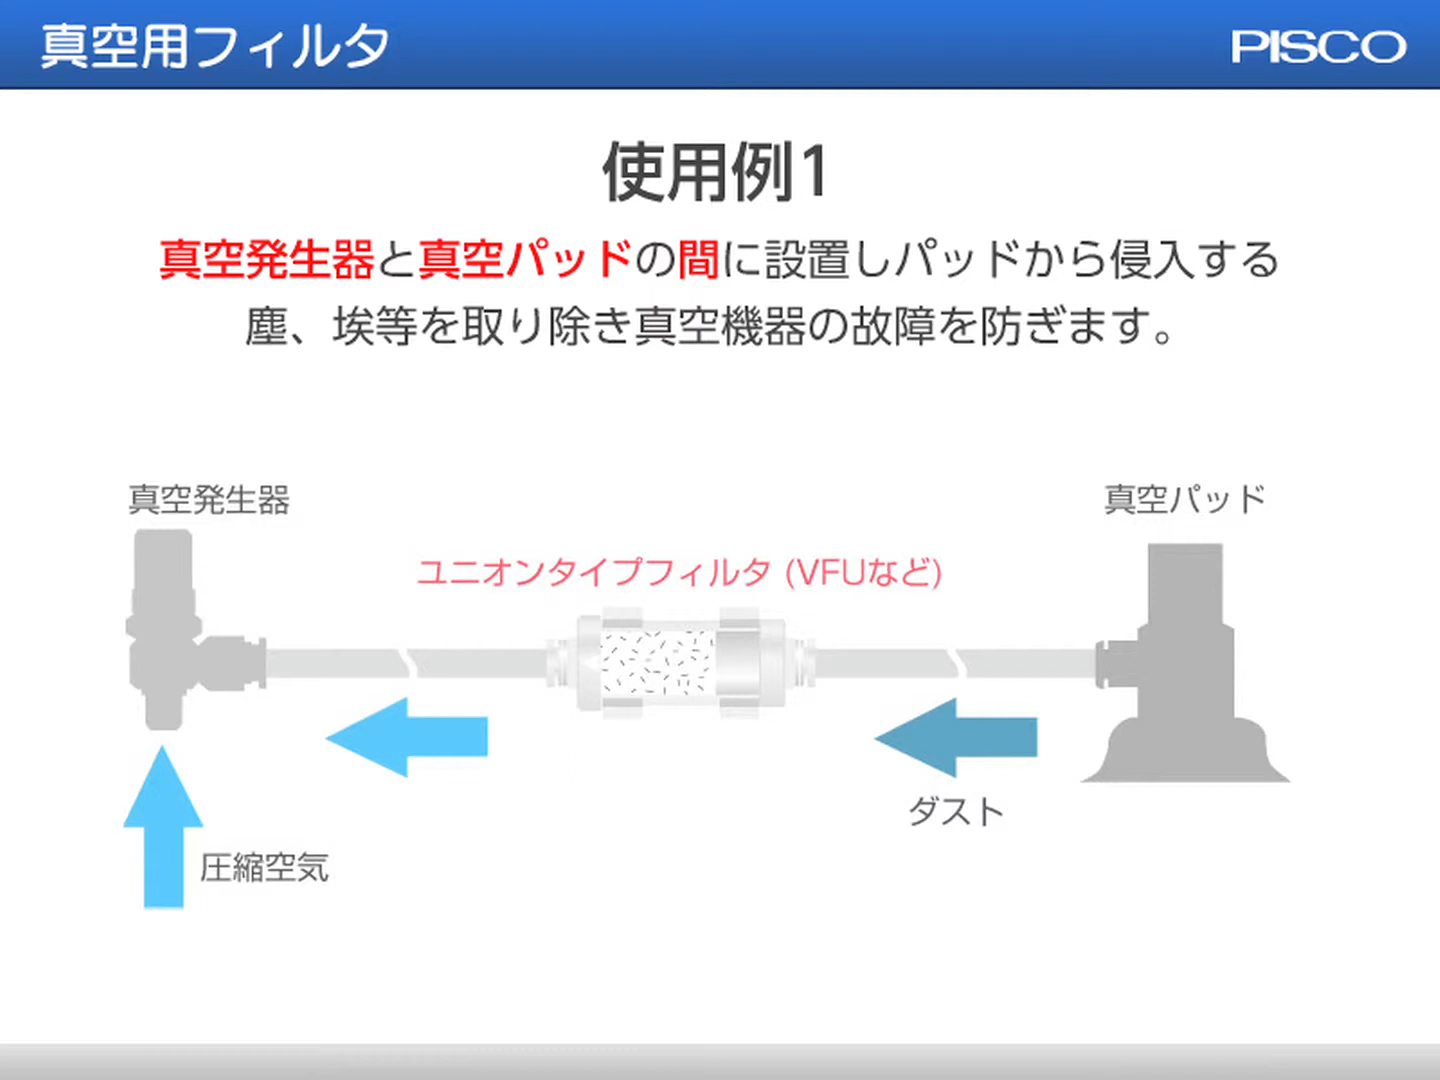 真空用フィルタ
PISCO
使用例1
真空発生器と真空パッドの間に設置しパッドから侵入する
塵、埃等を取り除き真空機器の故障を防ぎます。
真空発生器
真空パッド
ユニオンタイプフィルタ (VFUなど)
ダスト
圧縮空気